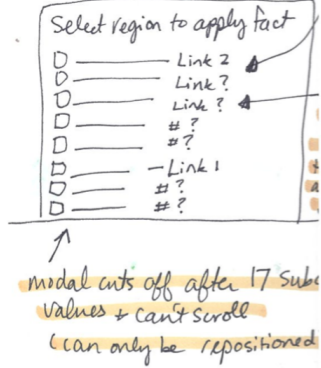 Select region to apply fact
Link 2
Link ?
Link ?
# ?
# ?
Link 1
# ?
# ?
modal cuts off after 17
values + can't scroll
(can only be repositioned